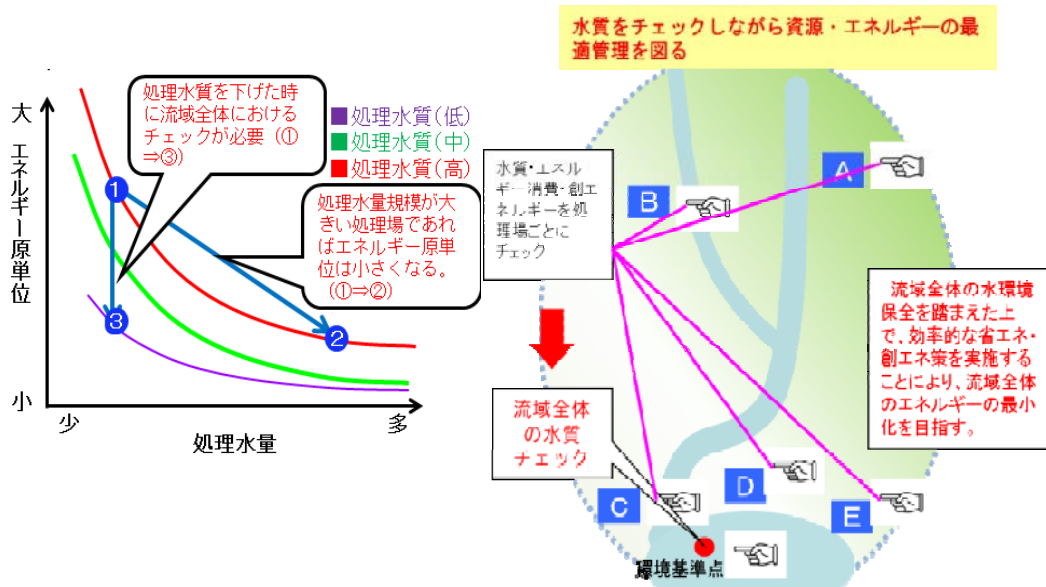 水質をチェックしながら資源・エネルギーの最
適管理を図る
大
エネルギー原単位
小
少
処理水量
多
処理水質を下げた時
に流域全体における
チェックが必要（①
⇒③）
■処理水質（低）
■処理水質（中）
■処理水質（高）
処理水量規模が大
きい処理場であれ
ばエネルギー原単
位は小さくなる。
（①⇒②）
①
②
③
水質・エスル
ギー消費・創エ
ネルギーを処
理場ごとに
チェック
A
B
C
D
E
流域全体の水環境
保全を踏まえた上
で、効率的な省エネ・
創エネ策を実施する
ことにより、流域全体
のエネルギーの最小
化を目指す。
流域全体
の水質
チェック
環境基準点